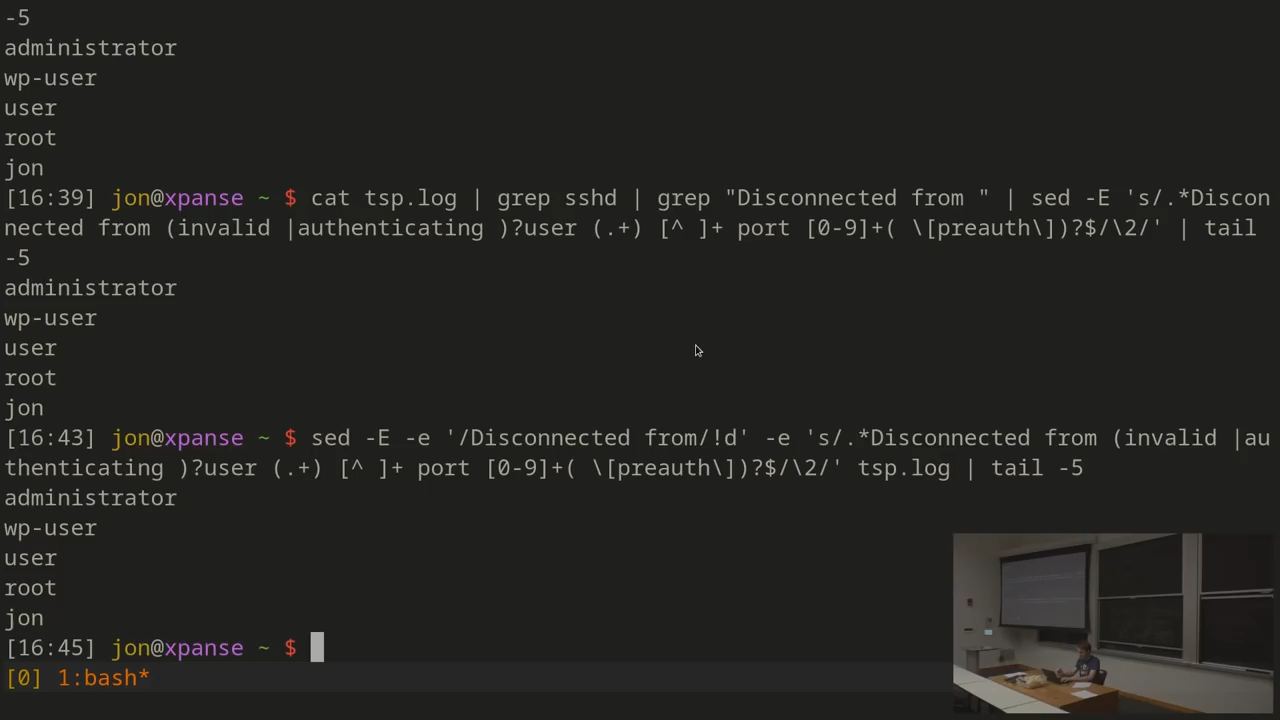 -5
administrator
wp-user
user
root
jon
[16:39] jon@xpanse ~ $ cat tsp.log | grep sshd | grep "Disconnected from " | sed -E 's/.*Discon
nected from (invalid |authenticating )?user (.+) [^ ]+ port [0-9]+( \[preauth\])?$/\2/' | tail
-5
administrator
wp-user
user
root
jon
[16:43] jon@xpanse ~ $ sed -E -e '/Disconnected from/!d' -e 's/.*Disconnected from (invalid |au
thenticating )?user (.+) [^ ]+ port [0-9]+( \[preauth\])?$/\2/' tsp.log | tail -5
administrator
wp-user
user
root
jon
[16:45] jon@xpanse ~ $
[0] 1:bash*